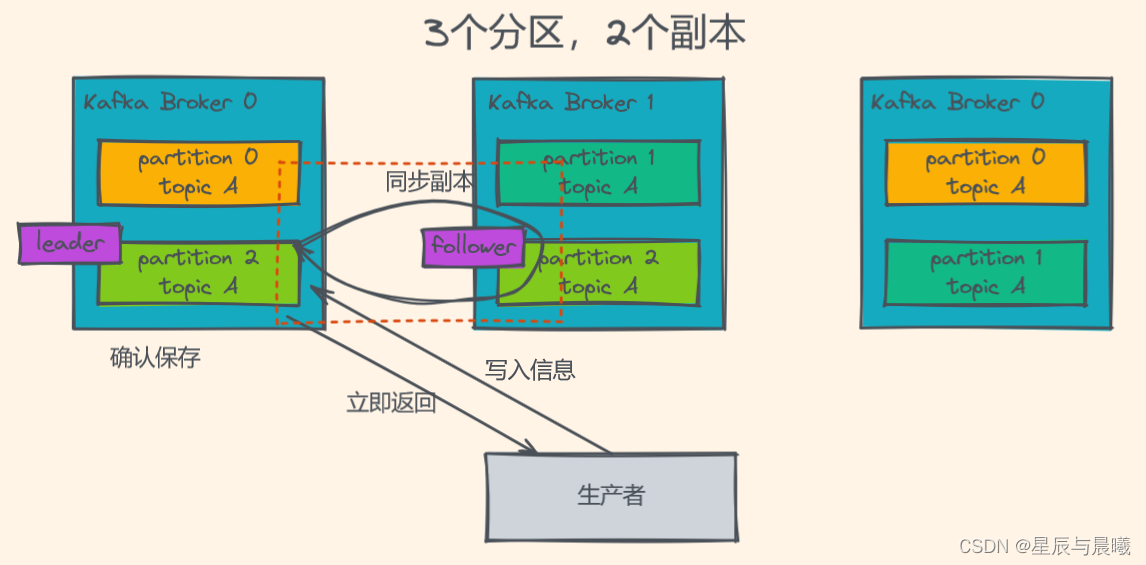 3个分区，2个副本
Kafka Broker 0
partition 0
topic A
leader
partition 2
topic A
同步副本
Kafka Broker 1
partition 1
topic A
follower
partition 2
topic A
Kafka Broker 0
partition 0
topic A
partition 1
topic A
确认保存
写入信息
立即返回
生产者
CSDN @星辰与晨曦